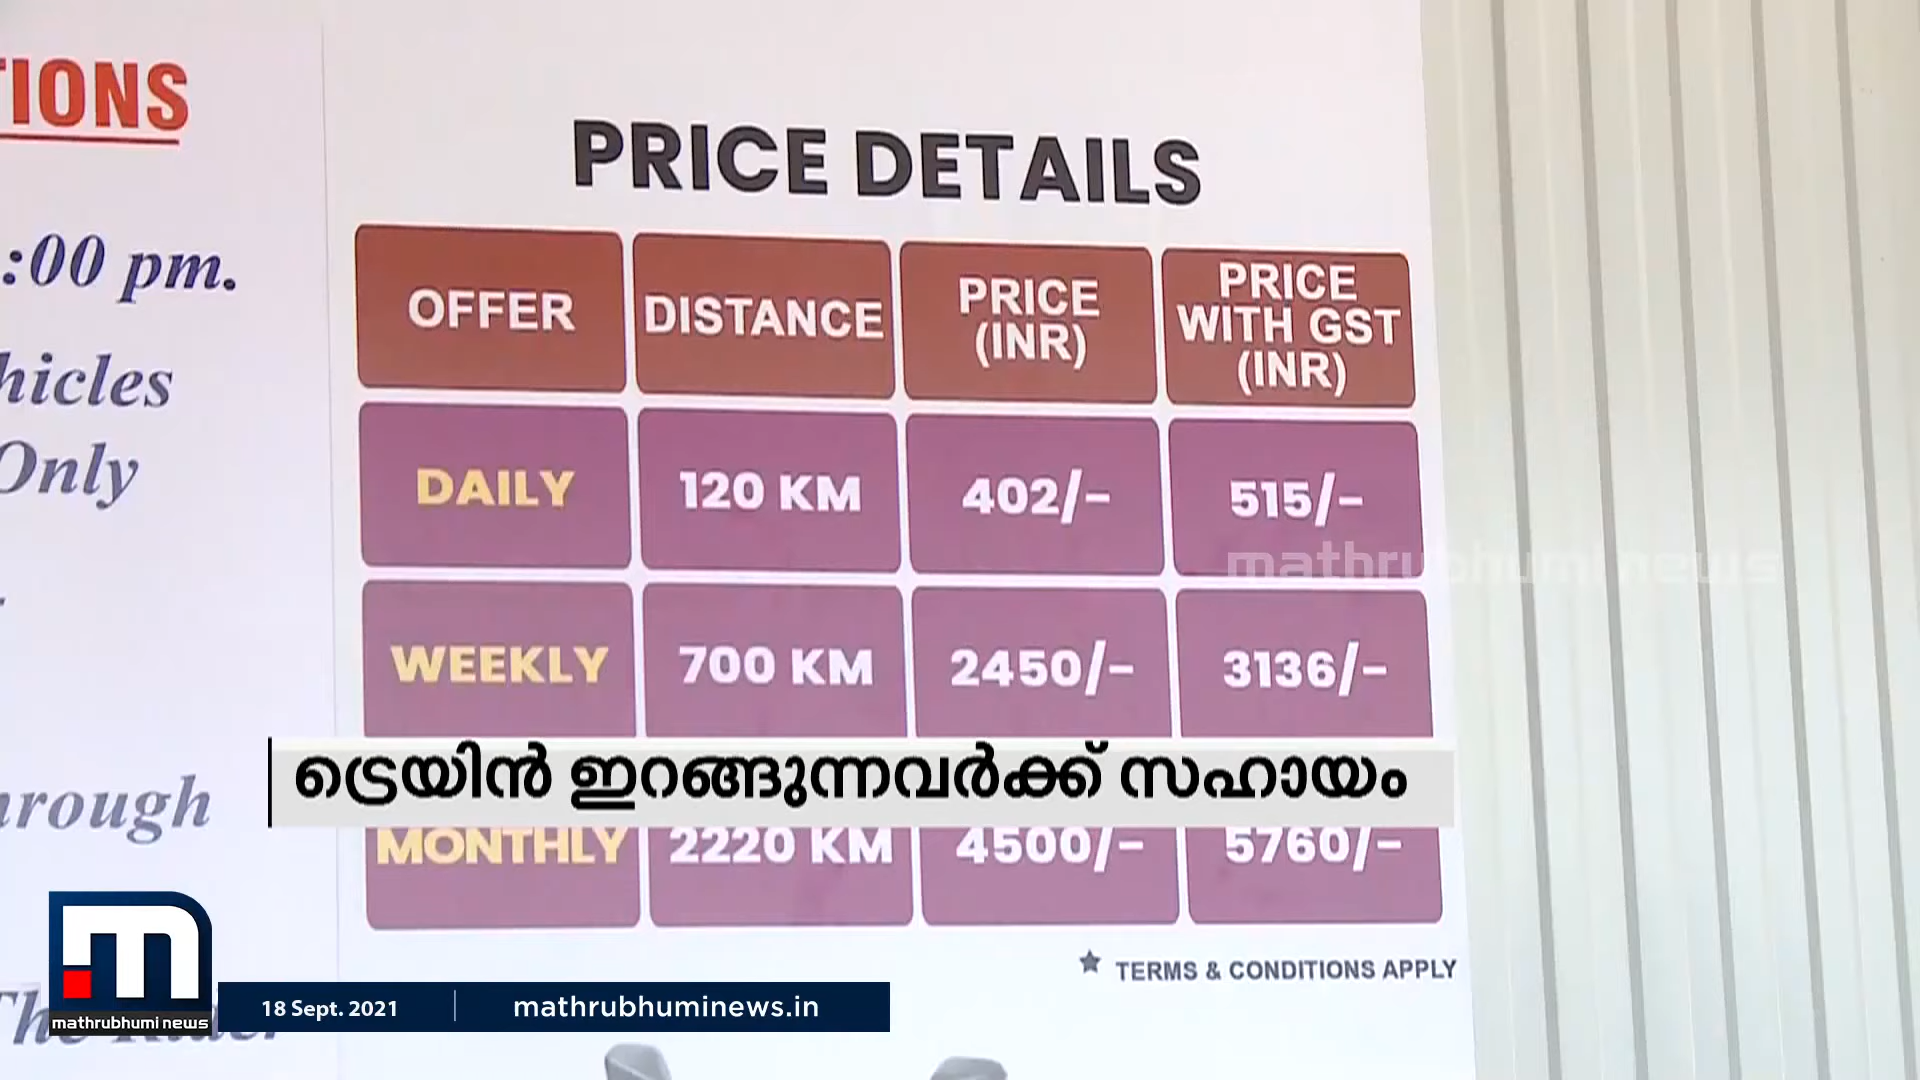 TIONS
:00 pm.
hicles
Only
hrough
PRICE DETAILS
OFFER DISTANCE PRICE (INR) PRICE WITH GST (INR)
DAILY 120 KM 402/- 515/-
WEEKLY 700 KM 2450/- 3136/-
MONTHLY 2220 KM 4500/- 5760/-
★ TERMS & CONDITIONS APPLY
mathrubhumi news
ട്രെയിൻ ഇറങ്ങുന്നവർക്ക് സഹായം
mathrubhumi news
18 Sept. 2021
mathrubhuminews.in